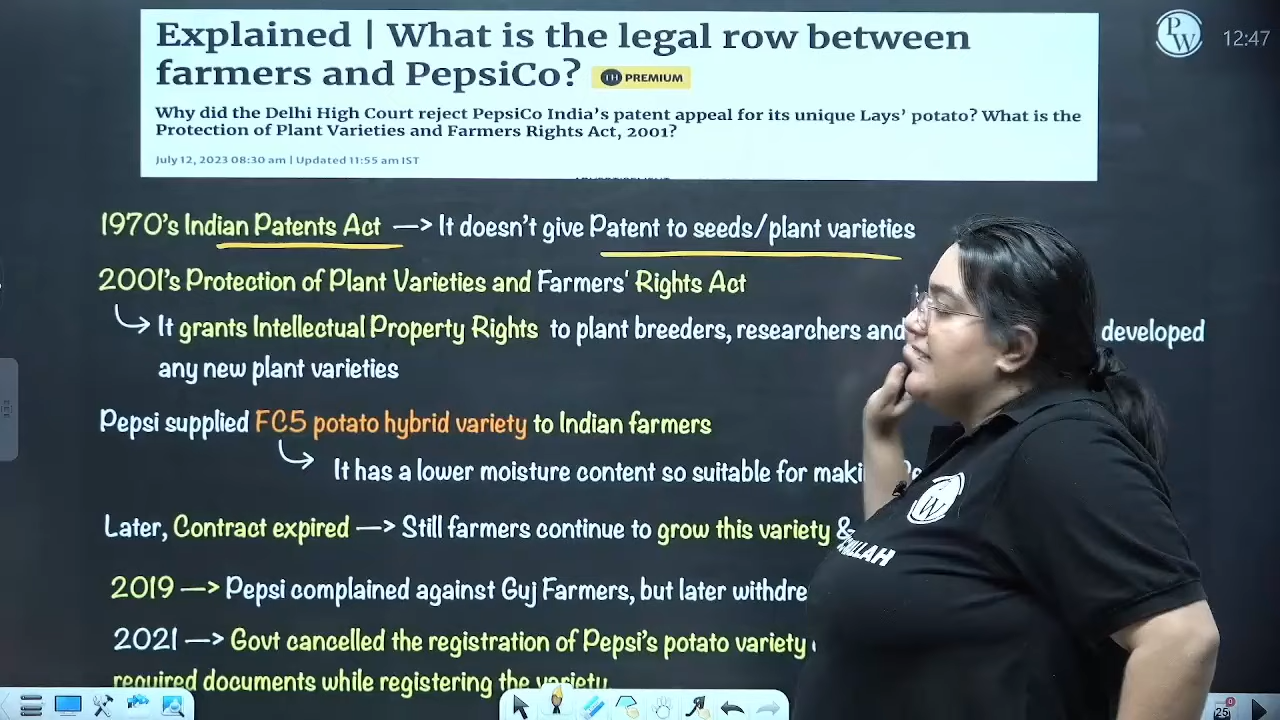 Explained | What is the legal row between
farmers and PepsiCo? TH PREMIUM
Why did the Delhi High Court reject PepsiCo India's patent appeal for its unique Lays' potato? What is the
Protection of Plant Varieties and Farmers Rights Act, 2001?
July 12, 2023 08:30 am | Updated 11:55 am IST
PW
12:47
1970's Indian Patents Act —> It doesn't give Patent to seeds/plant varieties
2001's Protection of Plant Varieties and Farmers' Rights Act
It grants Intellectual Property Rights to plant breeders, researchers and developed
any new plant varieties
Pepsi supplied FC5 potato hybrid variety to Indian farmers
It has a lower moisture content so suitable for
Later, Contract expired —> Still farmers continue to grow this variety &
2019 —> Pepsi complained against Guj Farmers, but later
2021 —> Govt cancelled the registration of Pepsi's potato variety
required documents while registering the variety.
25